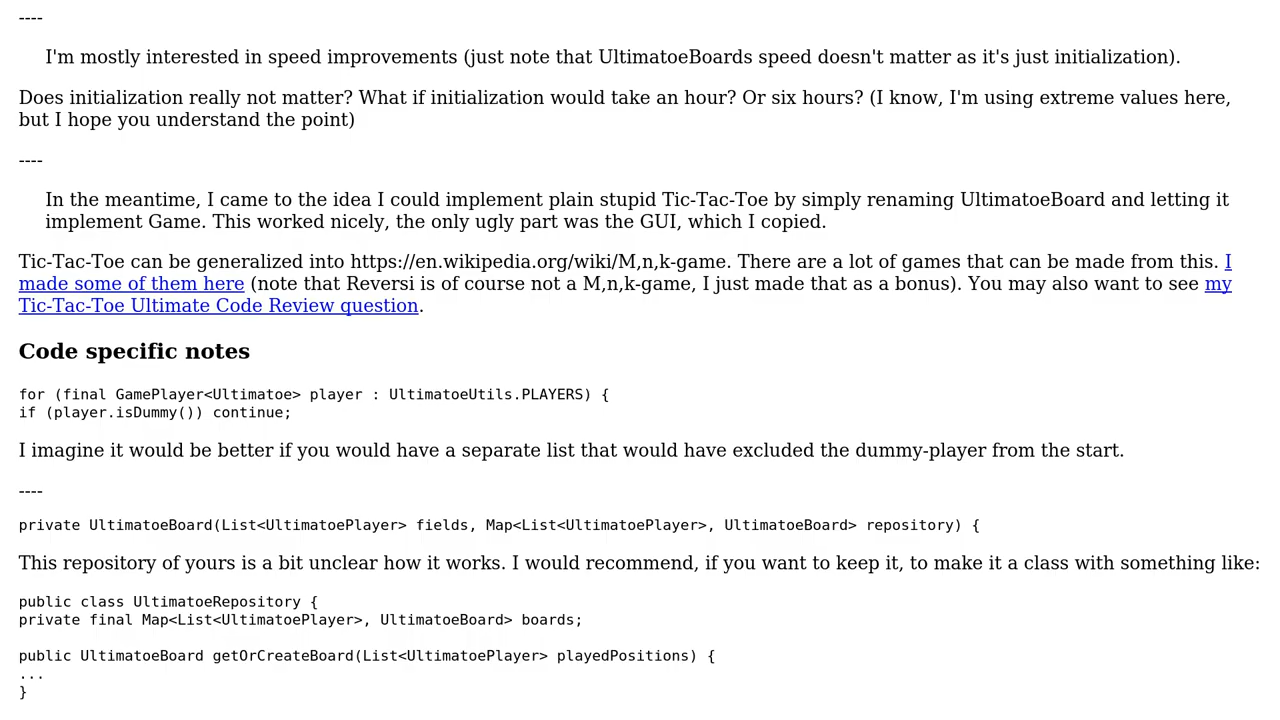 ----
I'm mostly interested in speed improvements (just note that UltimatoeBoards speed doesn't matter as it's just initialization).
Does initialization really not matter? What if initialization would take an hour? Or six hours? (I know, I'm using extreme values here,
but I hope you understand the point)
----
In the meantime, I came to the idea I could implement plain stupid Tic-Tac-Toe by simply renaming UltimatoeBoard and letting it
implement Game. This worked nicely, the only ugly part was the GUI, which I copied.
Tic-Tac-Toe can be generalized into https://en.wikipedia.org/wiki/M,n,k-game. There are a lot of games that can be made from this. I
made some of them here (note that Reversi is of course not a M,n,k-game, I just made that as a bonus). You may also want to see my
Tic-Tac-Toe Ultimate Code Review question.
Code specific notes
for (final GamePlayer<Ultimatoe> player : UltimatoeUtils.PLAYERS) {
if (player.isDummy()) continue;
I imagine it would be better if you would have a separate list that would have excluded the dummy-player from the start.
----
private UltimatoeBoard(List<UltimatoePlayer> fields, Map<List<UltimatoePlayer>, UltimatoeBoard> repository) {
This repository of yours is a bit unclear how it works. I would recommend, if you want to keep it, to make it a class with something like:
public class UltimatoeRepository {
private final Map<List<UltimatoePlayer>, UltimatoeBoard> boards;
public UltimatoeBoard getOrCreateBoard(List<UltimatoePlayer> playedPositions) {
...
}